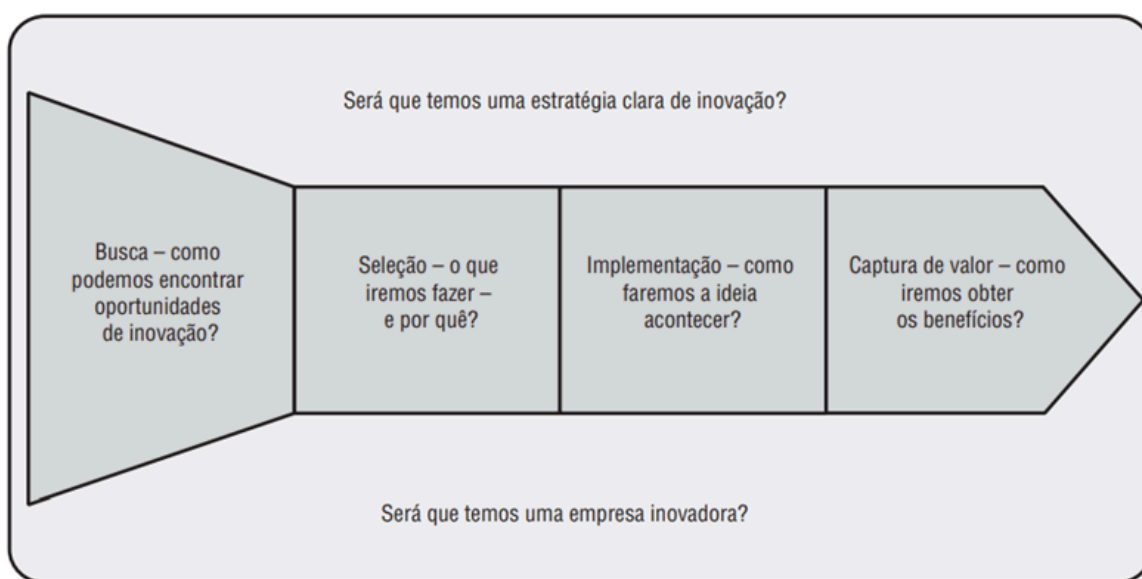 Será que temos uma estratégia clara de inovação?
Busca – como
podemos encontrar
oportunidades
de inovação?
Seleção – o que
iremos fazer –
e por quê?
Implementação – como
faremos a ideia
acontecer?
Captura de valor – como
iremos obter
os benefícios?
Será que temos uma empresa inovadora?